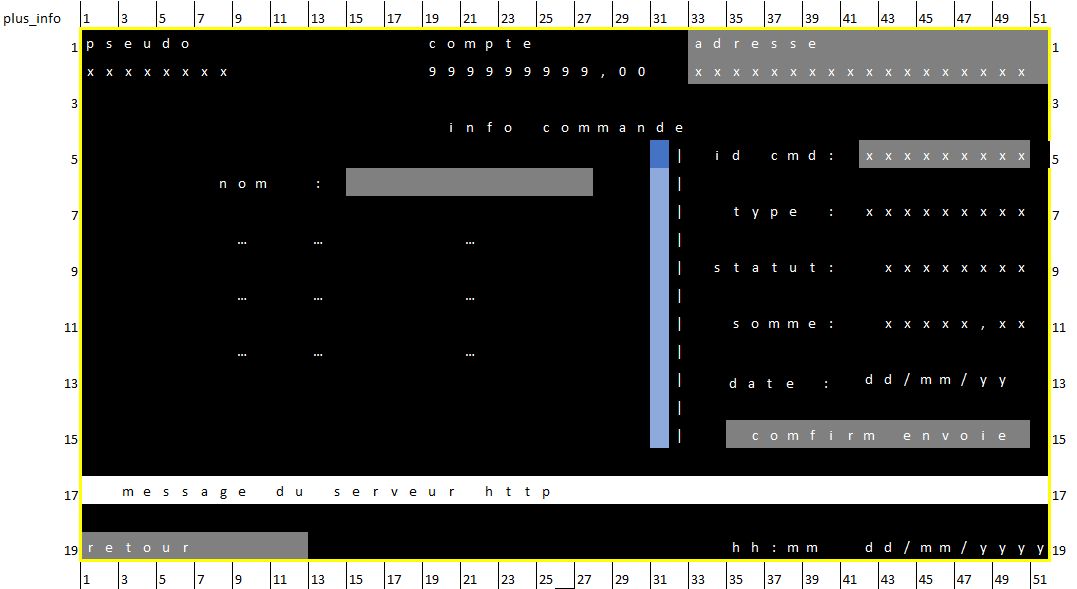 plus_info 1 3 5 7 9 11 13 15 17 19 21 23 25 27 29 31 33 35 37 39 41 43 45 47 49 51
1 pseudo compte adresse 1
xxxxxxxx 999999999,00 xxxxxxxxxxxxxxxxxx
3 3
info commande
5 | id cmd: xxxxxxxxx 5
nom : |
7 | type : xxxxxxxxx 7
… … … |
9 | statut: xxxxxxxx 9
… … … |
11 | somme: xxxxx,xx 11
… … … |
13 | date : dd/mm/yy 13
|
15 | comfirm envoie 15
17 message du serveur http 17
19 retour hh:mm dd/mm/yyyy 19
1 3 5 7 9 11 13 15 17 19 21 23 25 27 29 31 33 35 37 39 41 43 45 47 49 51